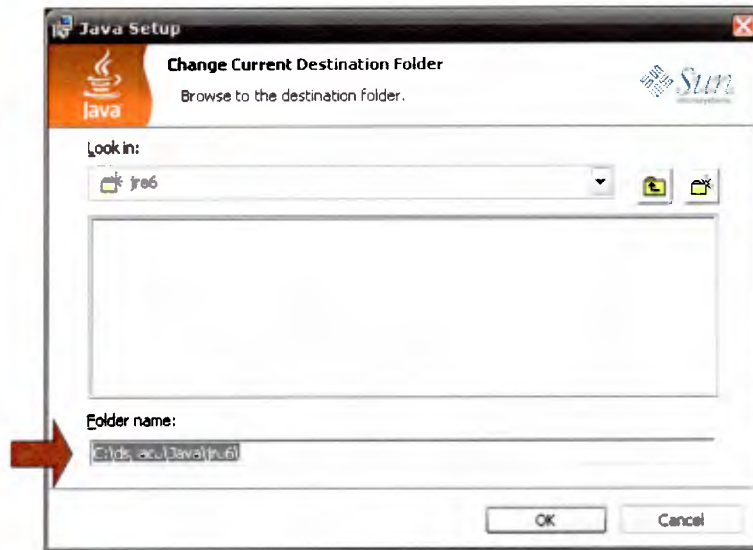 Java Setup
Change Current Destination Folder
Browse to the destination folder.
Java
Sun
microsystems
Look in:
jre6
Folder name:
OK
Cancel